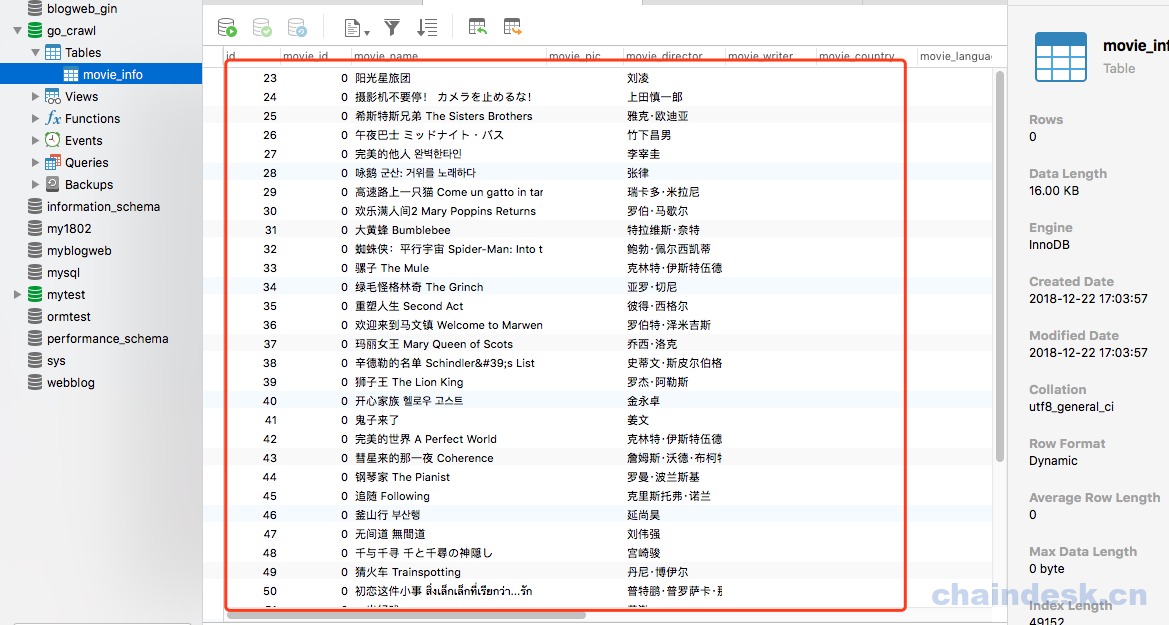 blogweb_gin
go_crawl
Tables
movie_info
Views
Functions
Events
Queries
Backups
information_schema
my1802
myblogweb
mysql
mytest
ormtest
performance_schema
sys
webblog
id movie_id movie_name movie_pic movie_director movie_writer movie_country movie_langua
23 0 阳光星旅团 刘凌
24 0 摄影机不要停! カメラを止めるな! 上田慎一郎
25 0 希斯特斯兄弟 The Sisters Brothers 雅克·欧迪亚
26 0 午夜巴士 ミッドナイト・バス 竹下昌男
27 0 完美的他人 완벽한타인 李宰圭
28 0 咏鹅 군산: 거위를 노래하다 张律
29 0 高速路上一只猫 Come un gatto in tar 瑞卡多·米拉尼
30 0 欢乐满人间2 Mary Poppins Returns 罗伯·马歇尔
31 0 大黄蜂 Bumblebee 特拉维斯·奈特
32 0 蜘蛛侠：平行宇宙 Spider-Man: Into t 鲍勃·佩尔西凯蒂
33 0 骡子 The Mule 克林特·伊斯特伍德
34 0 绿毛怪格林奇 The Grinch 亚罗·切尼
35 0 重塑人生 Second Act 彼得·西格尔
36 0 欢迎来到马文镇 Welcome to Marwen 罗伯特·泽米吉斯
37 0 玛丽女王 Mary Queen of Scots 乔西·洛克
38 0 辛德勒的名单 Schindler&#39;s List 史蒂文·斯皮尔伯格
39 0 狮子王 The Lion King 罗杰·阿勒斯
40 0 开心家族 헬로우 고스트 金永卓
41 0 鬼子来了 姜文
42 0 完美的世界 A Perfect World 克林特·伊斯特伍德
43 0 彗星来的那一夜 Coherence 詹姆斯·沃德·布柯特
44 0 钢琴家 The Pianist 罗曼·波兰斯基
45 0 追随 Following 克里斯托弗·诺兰
46 0 釜山行 부산행 延尚昊
47 0 无间道 無間道 刘伟强
48 0 千与千寻 千と千尋の神隠し 宫崎骏
49 0 猜火车 Trainspotting 丹尼·博伊尔
50 0 初恋这件小事 สิ่งเล็กเล็กที่เรียกว่า...รัก 普特鹏·普罗萨卡·
movie_inf
Table
Rows
0
Data Length
16.00 KB
Engine
InnoDB
Created Date
2018-12-22 17:03:57
Modified Date
2018-12-22 17:03:57
Collation
utf8_general_ci
Row Format
Dynamic
Average Row Length
0
Max Data Length
0 byte
Index Length
49152
chaindesk.cn